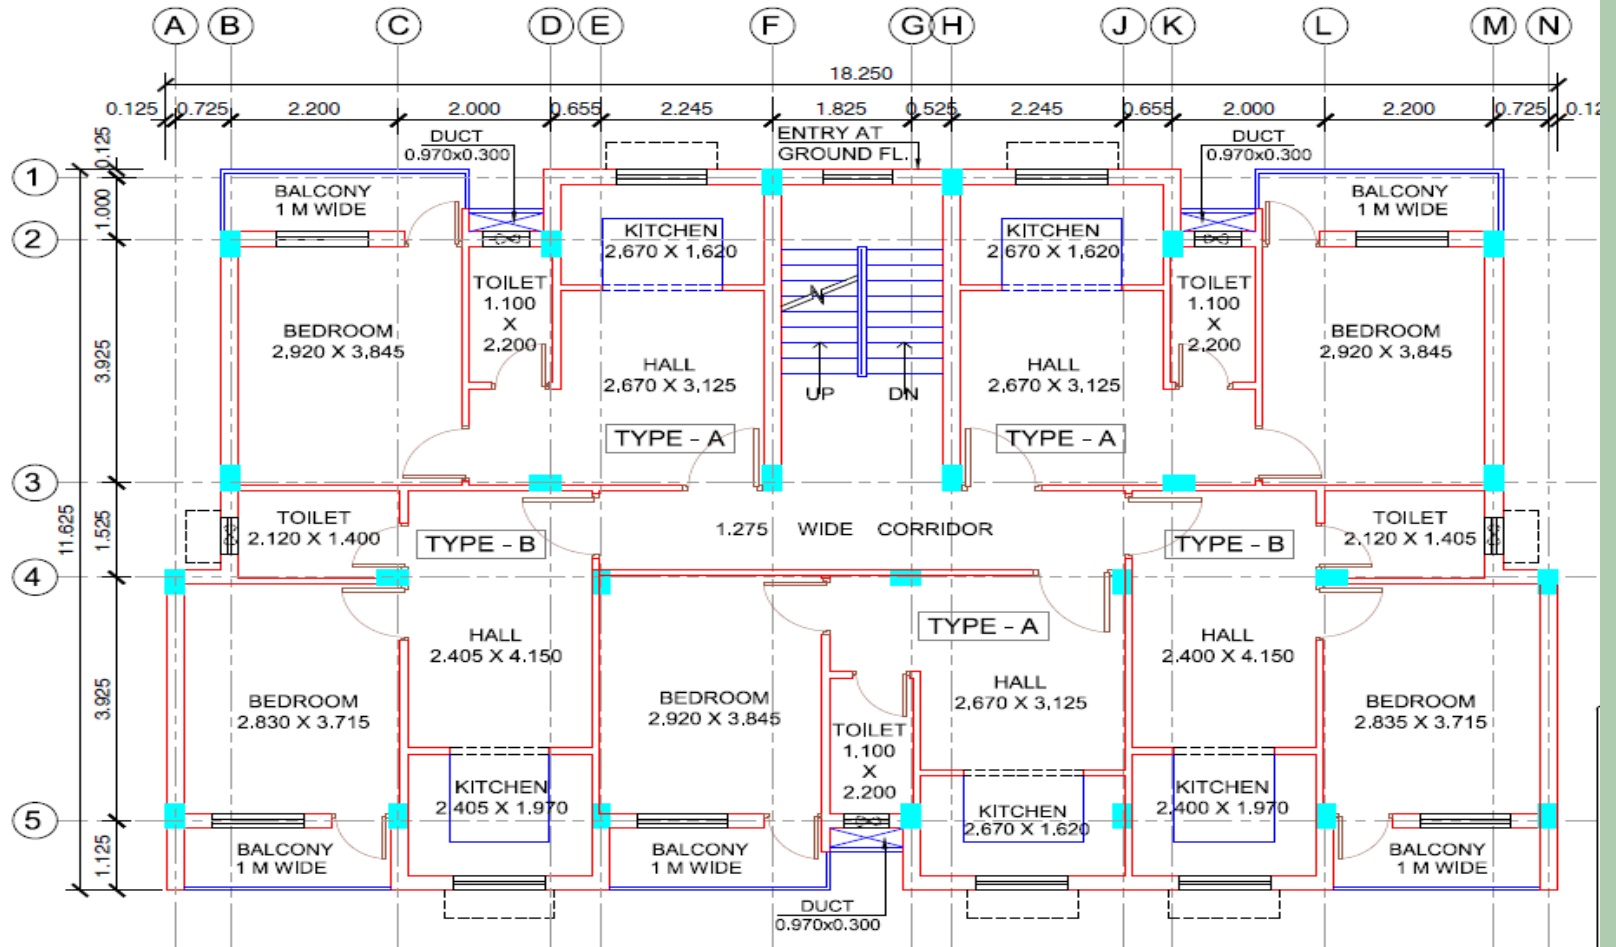 A B C D E F G H J K L M N
18.250
0.125 0.725 2.200 2.000 0.655 2.245 1.825 0.525 2.245 0.655 2.000 2.200 0.725
DUCT
0.970x0.300
ENTRY AT
GROUND FL.
DUCT
0.970x0.300
0.125
1
1.000
BALCONY
1 M WIDE
BALCONY
1 M WIDE
2
KITCHEN
2.670 X 1.620
KITCHEN
2.670 X 1.620
TOILET
1.100
X
2.200
TOILET
1.100
X
2.200
BEDROOM
2.920 X 3.845
BEDROOM
2.920 X 3.845
3.925
HALL
2.670 X 3.125
HALL
2.670 X 3.125
UP
DN
TYPE - A
TYPE - A
3
TOILET
2.120 X 1.400
TOILET
2.120 X 1.405
1.275 WIDE CORRIDOR
TYPE - B
TYPE - B
1.525
11.625
4
TYPE - A
HALL
2.405 X 4.150
HALL
2.400 X 4.150
HALL
2.670 X 3.125
BEDROOM
2.830 X 3.715
BEDROOM
2.920 X 3.845
BEDROOM
2.835 X 3.715
3.925
TOILET
1.100
X
2.200
KITCHEN
2.405 X 1.970
KITCHEN
2.670 X 1.620
KITCHEN
2.400 X 1.970
5
1.125
BALCONY
1 M WIDE
BALCONY
1 M WIDE
BALCONY
1 M WIDE
DUCT
0.970x0.300